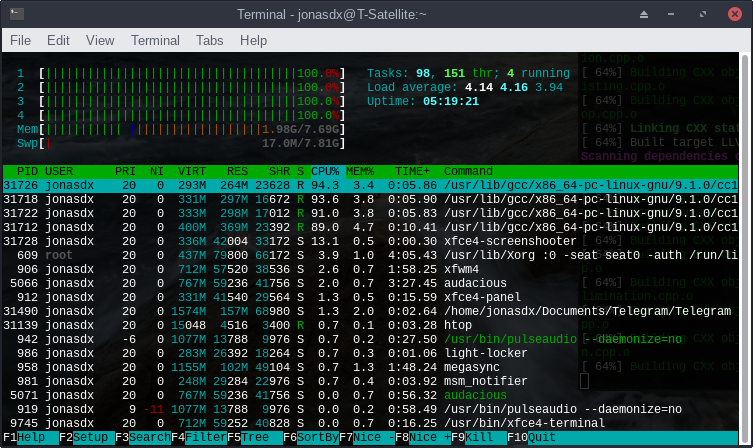 Terminal - jonasdx@T-Satellite:~
File Edit View Terminal Tabs Help
1 [||||||||||||||||||||||||||||||||||||100.0%] Tasks: 98, 151 thr; 4 running
2 [||||||||||||||||||||||||||||||||||||100.0%] Load average: 4.14 4.16 3.94
3 [||||||||||||||||||||||||||||||||||||100.0%] Uptime: 05:19:21
4 [||||||||||||||||||||||||||||||||||||100.0%]
Mem[|||||||||||||||||||||||||||||||1.98G/7.69G]
Swp[| 17.0M/7.81G]
[ 64%] Building CXX obj
[ 64%] Building CXX obj
[ 64%] Linking CXX stat
[ 64%] Built target LLV
Scanning dependencies o
PID USER PRI NI VIRT RES SHR S CPU% MEM% TIME+ Command
31726 jonasdx 20 0 293M 264M 23628 R 94.3 3.4 0:05.86 /usr/lib/gcc/x86_64-pc-linux-gnu/9.1.0/cc1
31718 jonasdx 20 0 331M 297M 16672 R 93.6 3.8 0:05.90 /usr/lib/gcc/x86_64-pc-linux-gnu/9.1.0/cc1
31722 jonasdx 20 0 333M 298M 17012 R 91.0 3.8 0:05.83 /usr/lib/gcc/x86_64-pc-linux-gnu/9.1.0/cc1
31712 jonasdx 20 0 400M 369M 23392 R 89.0 4.7 0:10.41 /usr/lib/gcc/x86_64-pc-linux-gnu/9.1.0/cc1
31728 jonasdx 20 0 336M 42004 33172 S 13.1 0.5 0:00.30 xfce4-screenshooter
609 root 20 0 437M 79800 66172 S 3.9 1.0 4:05.43 /usr/lib/Xorg :0 -seat seat0 -auth /run/li
906 jonasdx 20 0 712M 57520 38536 S 2.6 0.7 1:58.25 xfwm4
5066 jonasdx 20 0 767M 59236 41756 S 2.0 0.7 3:27.45 audacious
912 jonasdx 20 0 331M 41540 29564 S 1.3 0.5 0:15.59 xfce4-panel
31490 jonasdx 20 0 1574M 157M 68980 S 1.3 2.0 0:02.64 /home/jonasdx/Documents/Telegram/Telegram
31139 jonasdx 20 0 15048 4516 3400 R 0.7 0.1 0:03.28 htop
942 jonasdx -6 0 1077M 13788 9976 S 0.7 0.2 0:27.50 /usr/bin/pulseaudio --daemonize=no
986 jonasdx 20 0 283M 26392 18264 S 0.7 0.3 0:01.06 light-locker
958 jonasdx 20 0 1155M 102M 49104 S 0.7 1.3 1:48.24 megasync
981 jonasdx 20 0 248M 29284 22976 S 0.7 0.4 0:03.92 msm_notifier
5071 jonasdx 20 0 767M 59236 41756 S 0.0 0.7 0:56.32 audacious
919 jonasdx 9 -11 1077M 13788 9976 S 0.0 0.2 0:58.49 /usr/bin/pulseaudio --daemonize=no
9745 jonasdx 20 0 712M 59252 40828 S 0.0 0.7 0:16.25 /usr/bin/xfce4-terminal
F1Help F2Setup F3SearchF4FilterF5Tree F6SortByF7Nice -F8Nice +F9Kill F10Quit